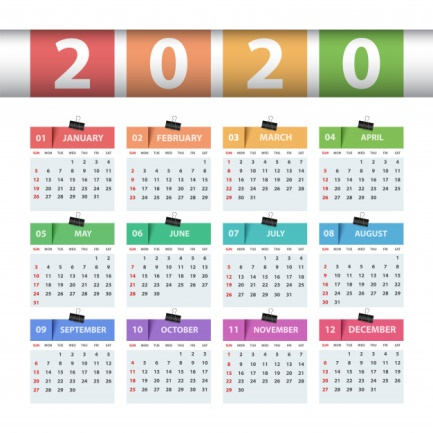 2020
01 JANUARY
SUN MON TUE WED THU FRI SAT
1 2 3 4
5 6 7 8 9 10 11
12 13 14 15 16 17 18
19 20 21 22 23 24 25
26 27 28 29 30 31
02 FEBRUARY
SUN MON TUE WED THU FRI SAT
1
2 3 4 5 6 7 8
9 10 11 12 13 14 15
16 17 18 19 20 21 22
23 24 25 26 27 28 29
03 MARCH
SUN MON TUE WED THU FRI SAT
1 2 3 4 5 6 7
8 9 10 11 12 13 14
15 16 17 18 19 20 21
22 23 24 25 26 27 28
29 30 31
04 APRIL
SUN MON TUE WED THU FRI SAT
1 2 3 4
5 6 7 8 9 10 11
12 13 14 15 16 17 18
19 20 21 22 23 24 25
26 27 28 29 30
05 MAY
SUN MON TUE WED THU FRI SAT
1 2
3 4 5 6 7 8 9
10 11 12 13 14 15 16
17 18 19 20 21 22 23
24 25 26 27 28 29 30
31
06 JUNE
SUN MON TUE WED THU FRI SAT
1 2 3 4 5 6
7 8 9 10 11 12 13
14 15 16 17 18 19 20
21 22 23 24 25 26 27
28 29 30
07 JULY
SUN MON TUE WED THU FRI SAT
1 2 3 4
5 6 7 8 9 10 11
12 13 14 15 16 17 18
19 20 21 22 23 24 25
26 27 28 29 30 31
08 AUGUST
SUN MON TUE WED THU FRI SAT
1
2 3 4 5 6 7 8
9 10 11 12 13 14 15
16 17 18 19 20 21 22
23 24 25 26 27 28 29
30 31
09 SEPTEMBER
SUN MON TUE WED THU FRI SAT
1 2 3 4 5
6 7 8 9 10 11 12
13 14 15 16 17 18 19
20 21 22 23 24 25 26
27 28 29 30
10 OCTOBER
SUN MON TUE WED THU FRI SAT
1 2 3
4 5 6 7 8 9 10
11 12 13 14 15 16 17
18 19 20 21 22 23 24
25 26 27 28 29 30 31
11 NOVEMBER
SUN MON TUE WED THU FRI SAT
1 2 3 4 5 6 7
8 9 10 11 12 13 14
15 16 17 18 19 20 21
22 23 24 25 26 27 28
29 30
12 DECEMBER
SUN MON TUE WED THU FRI SAT
1 2 3 4 5
6 7 8 9 10 11 12
13 14 15 16 17 18 19
20 21 22 23 24 25 26
27 28 29 30 31